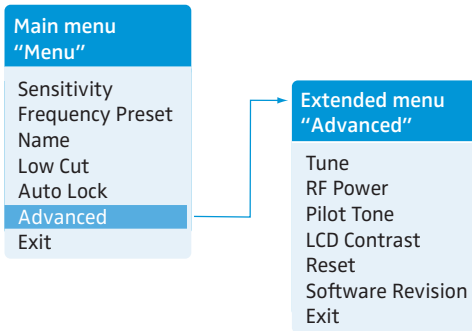 Main menu
“Menu”
Sensitivity
Frequency Preset
Name
Low Cut
Auto Lock
Advanced
Exit
Extended menu
“Advanced”
Tune
RF Power
Pilot Tone
LCD Contrast
Reset
Software Revision
Exit